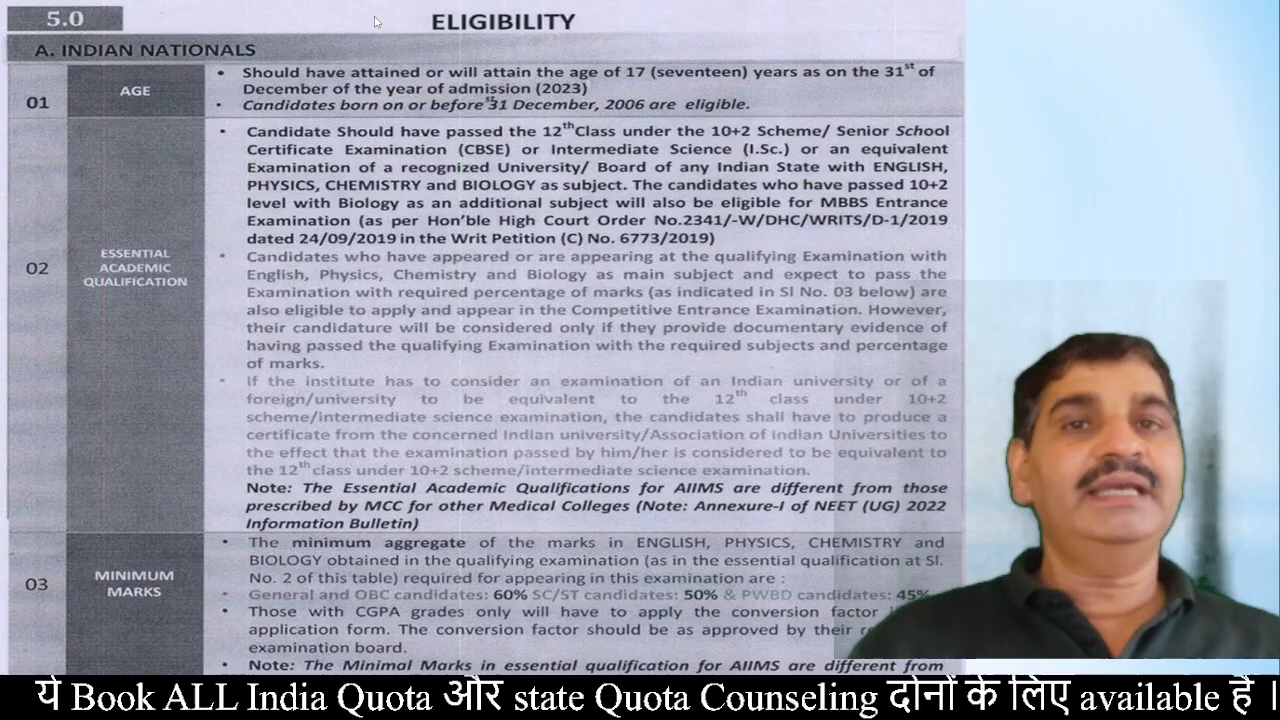 5.0
ELIGIBILITY
A. INDIAN NATIONALS
01
AGE
• Should have attained or will attain the age of 17 (seventeen) years as on the 31st of
December of the year of admission (2023)
• Candidates born on or before 31st December, 2006 are eligible.
02
ESSENTIAL
ACADEMIC
QUALIFICATION
• Candidate Should have passed the 12th Class under the 10+2 Scheme/ Senior School
Certificate Examination (CBSE) or Intermediate Science (I.Sc.) or an equivalent
Examination of a recognized University/ Board of any Indian State with ENGLISH,
PHYSICS, CHEMISTRY and BIOLOGY as subject. The candidates who have passed 10+2
level with Biology as an additional subject will also be eligible for MBBS Entrance
Examination (as per Hon'ble High Court Order No.2341/-W/DHC/WRITS/D-1/2019
dated 24/09/2019 in the Writ Petition (C) No. 6773/2019)
• Candidates who have appeared or are appearing at the qualifying Examination with
English, Physics, Chemistry and Biology as main subject and expect to pass the
Examination with required percentage of marks (as indicated in Sl No. 03 below) are
also eligible to apply and appear in the Competitive Entrance Examination. However,
their candidature will be considered only if they provide documentary evidence of
having passed the qualifying Examination with the required subjects and percentage
of marks.
• If the institute has to consider an examination of an Indian university or of a
foreign/university to be equivalent to the 12th class under 10+2
scheme/intermediate science examination, the candidates shall have to produce a
certificate from the concerned Indian university/Association of Indian Universities to
the effect that the examination passed by him/her is considered to be equivalent to
the 12th class under 10+2 scheme/intermediate science examination.
Note: The Essential Academic Qualifications for AIIMS are different from those
prescribed by MCC for other Medical Colleges (Note: Annexure-I of NEET (UG) 2022
Information Bulletin)
03
MINIMUM
MARKS
• The minimum aggregate of the marks in ENGLISH, PHYSICS, CHEMISTRY and
BIOLOGY obtained in the qualifying examination (as in the essential qualification at Sl.
No. 2 of this table) required for appearing in this examination are :
• General and OBC candidates: 60% SC/ST candidates: 50% & PWBD candidates: 45%
• Those with CGPA grades only will have to apply the conversion factor
application form. The conversion factor should be as approved by their
examination board.
• Note: The Minimal Marks in essential qualification for AIIMS are different from
ये Book ALL India Quota और state Quota Counseling दोनों के लिए available है ।